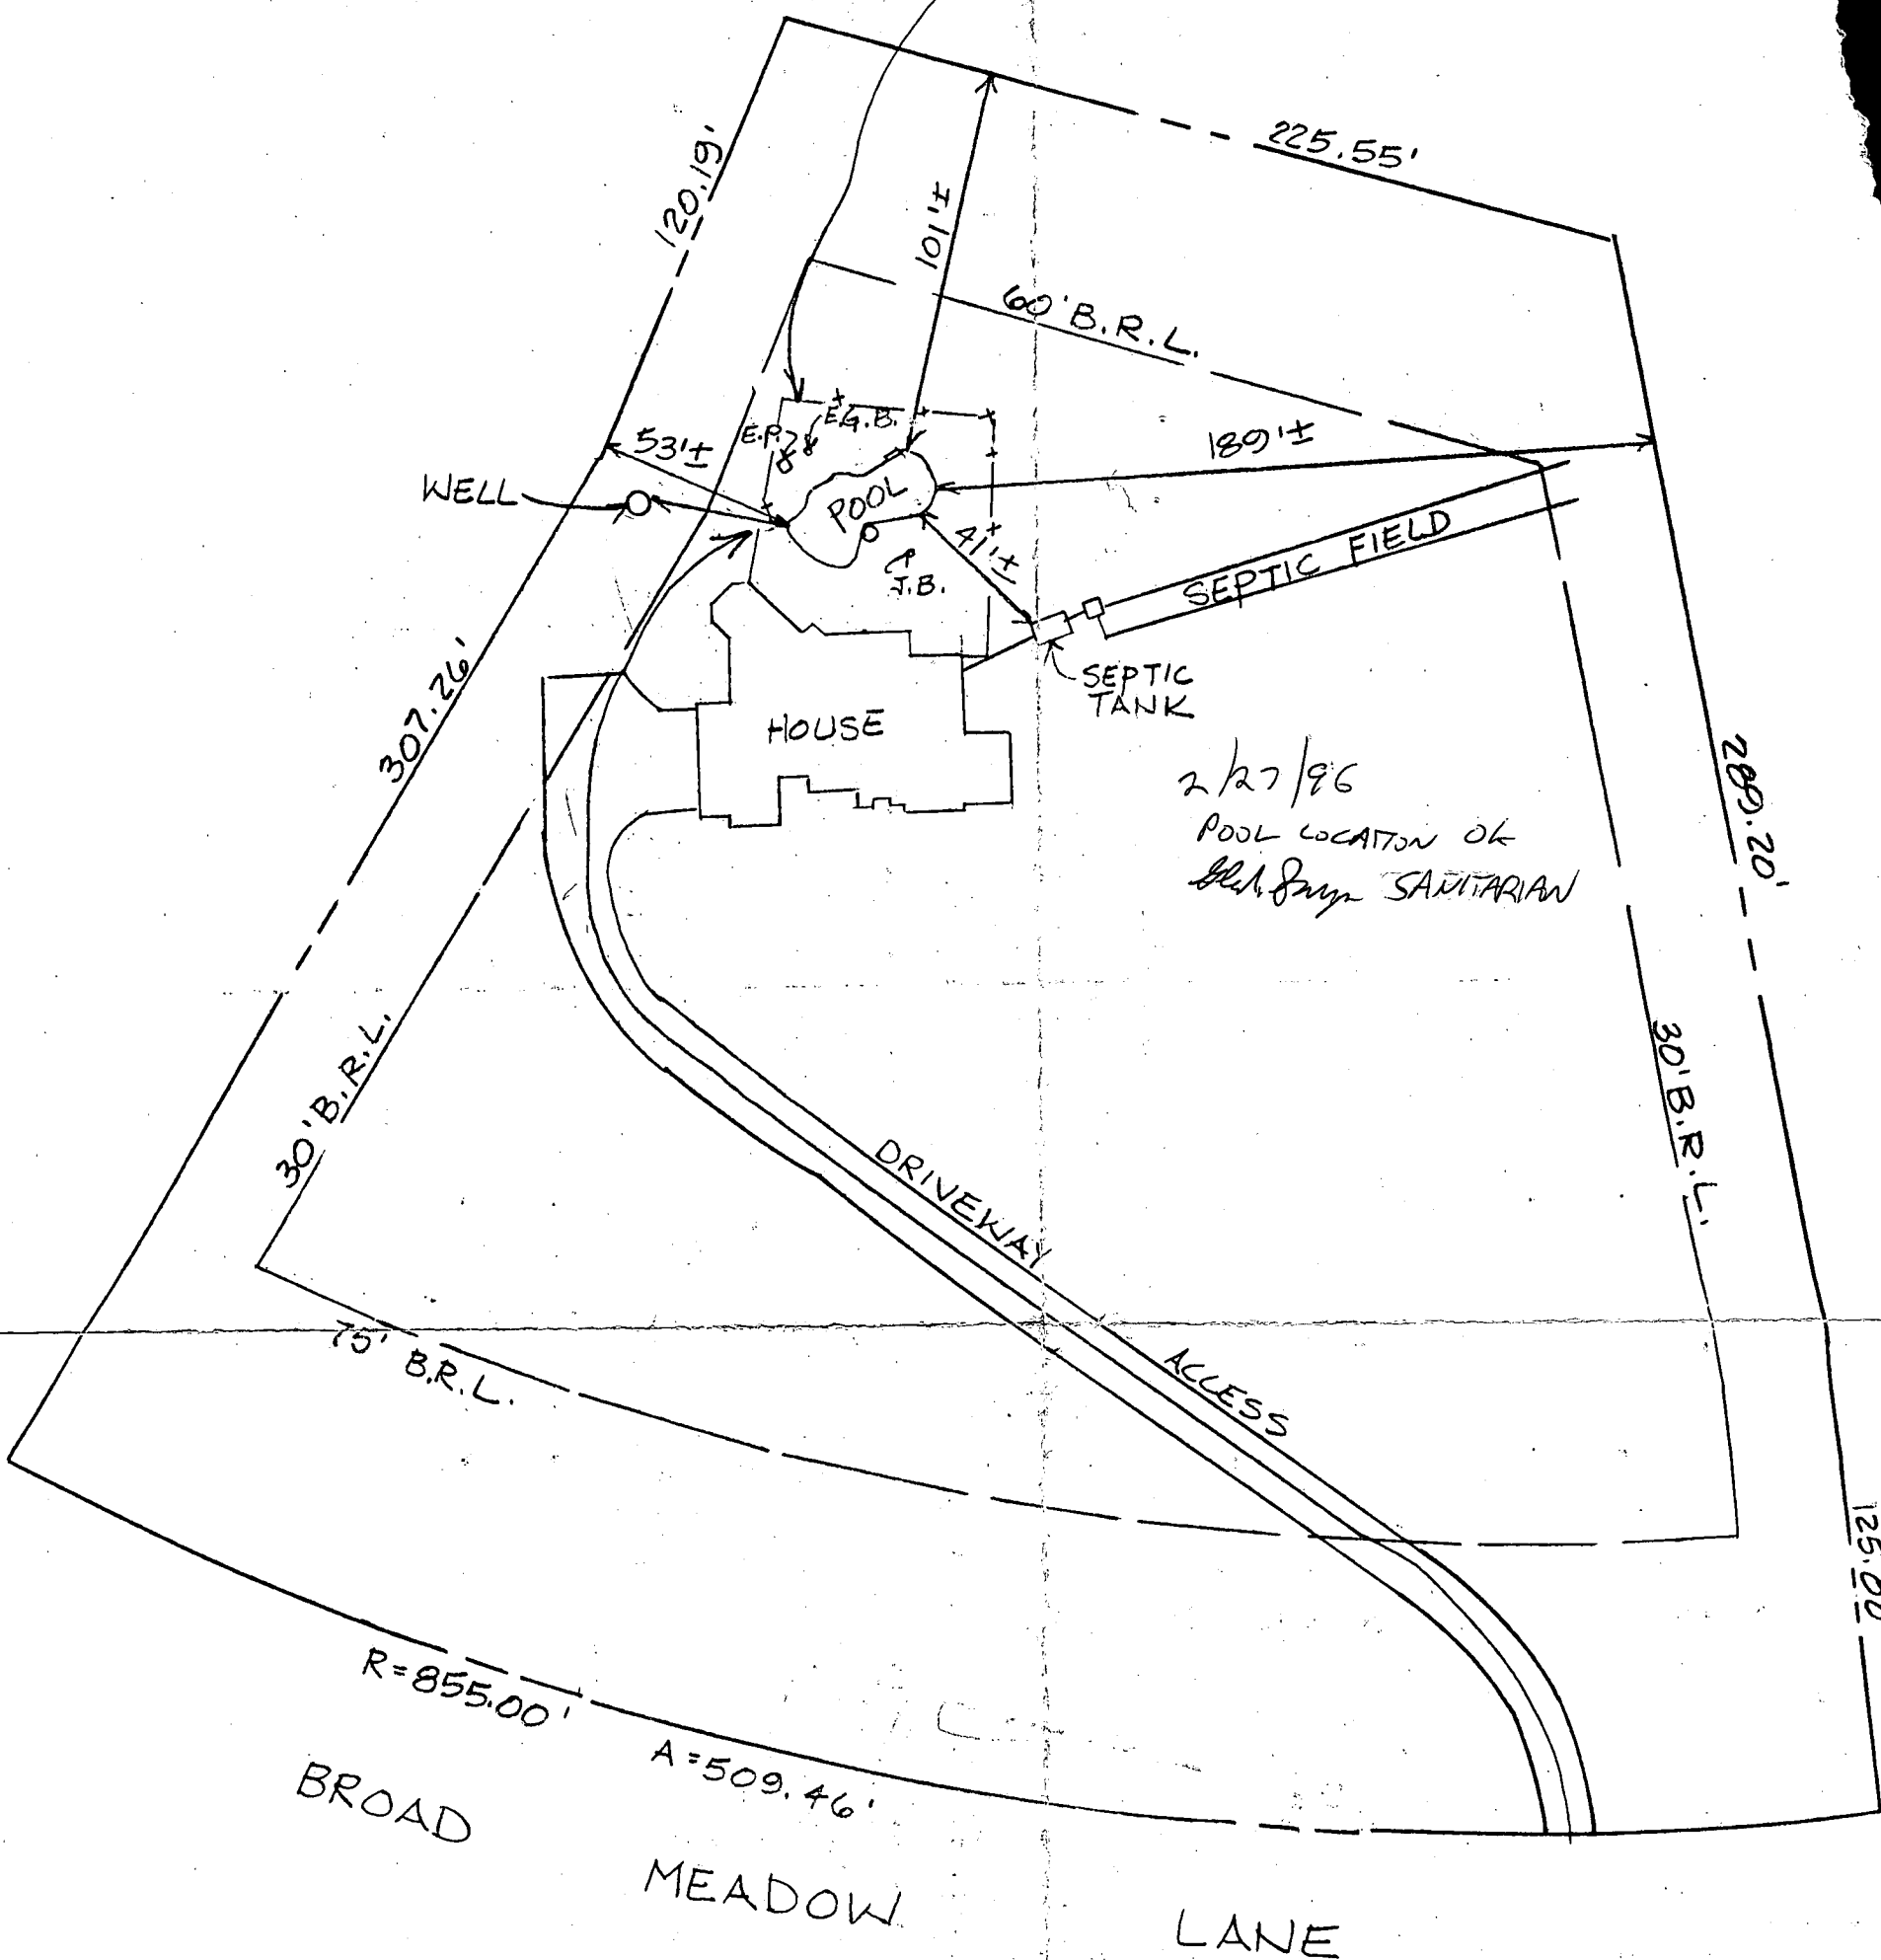 225.55'
120.19'
101'±
60' B.R.L.
E.G.B.
E.P.
53'±
189'±
WELL
POOL
41'±
SEPTIC FIELD
J.B.
SEPTIC
TANK
307.26'
HOUSE
2/27/96
POOL LOCATION OK
SANITARIAN
280.20'
30' B.R.L.
30' B.R.L.
DRIVEWAY
ACCESS
75' B.R.L.
125.00
R=855.00'
A=509.46'
BROAD
MEADOW
LANE